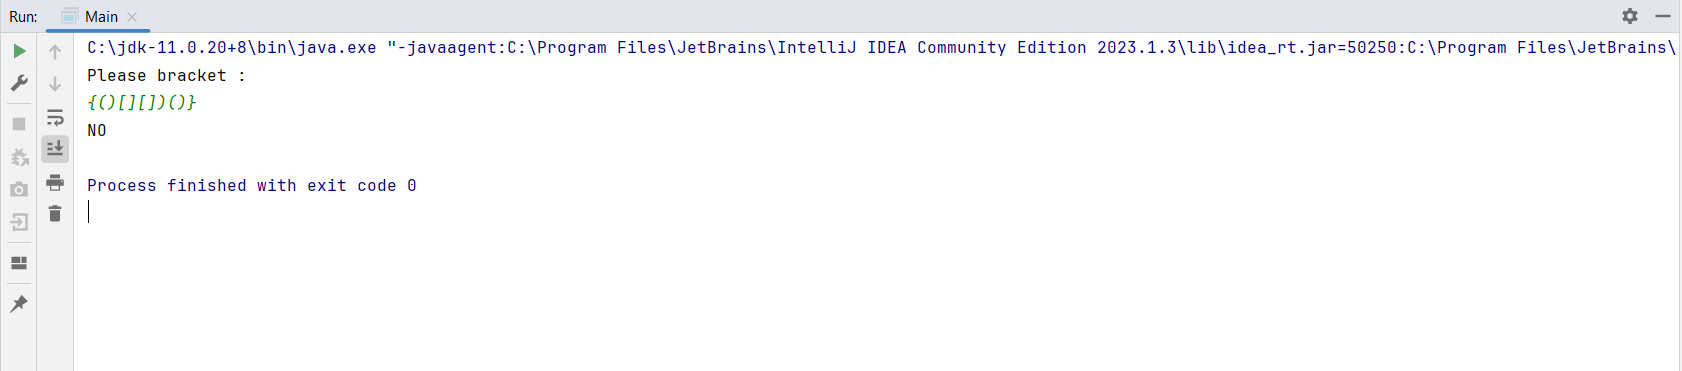 Run: Main
C:\jdk-11.0.20+8\bin\java.exe "-javaagent:C:\Program Files\JetBrains\IntelliJ IDEA Community Edition 2023.1.3\lib\idea_rt.jar=50250:C:\Program Files\JetBrains\
Please bracket :
{()[][])()}
NO
Process finished with exit code 0